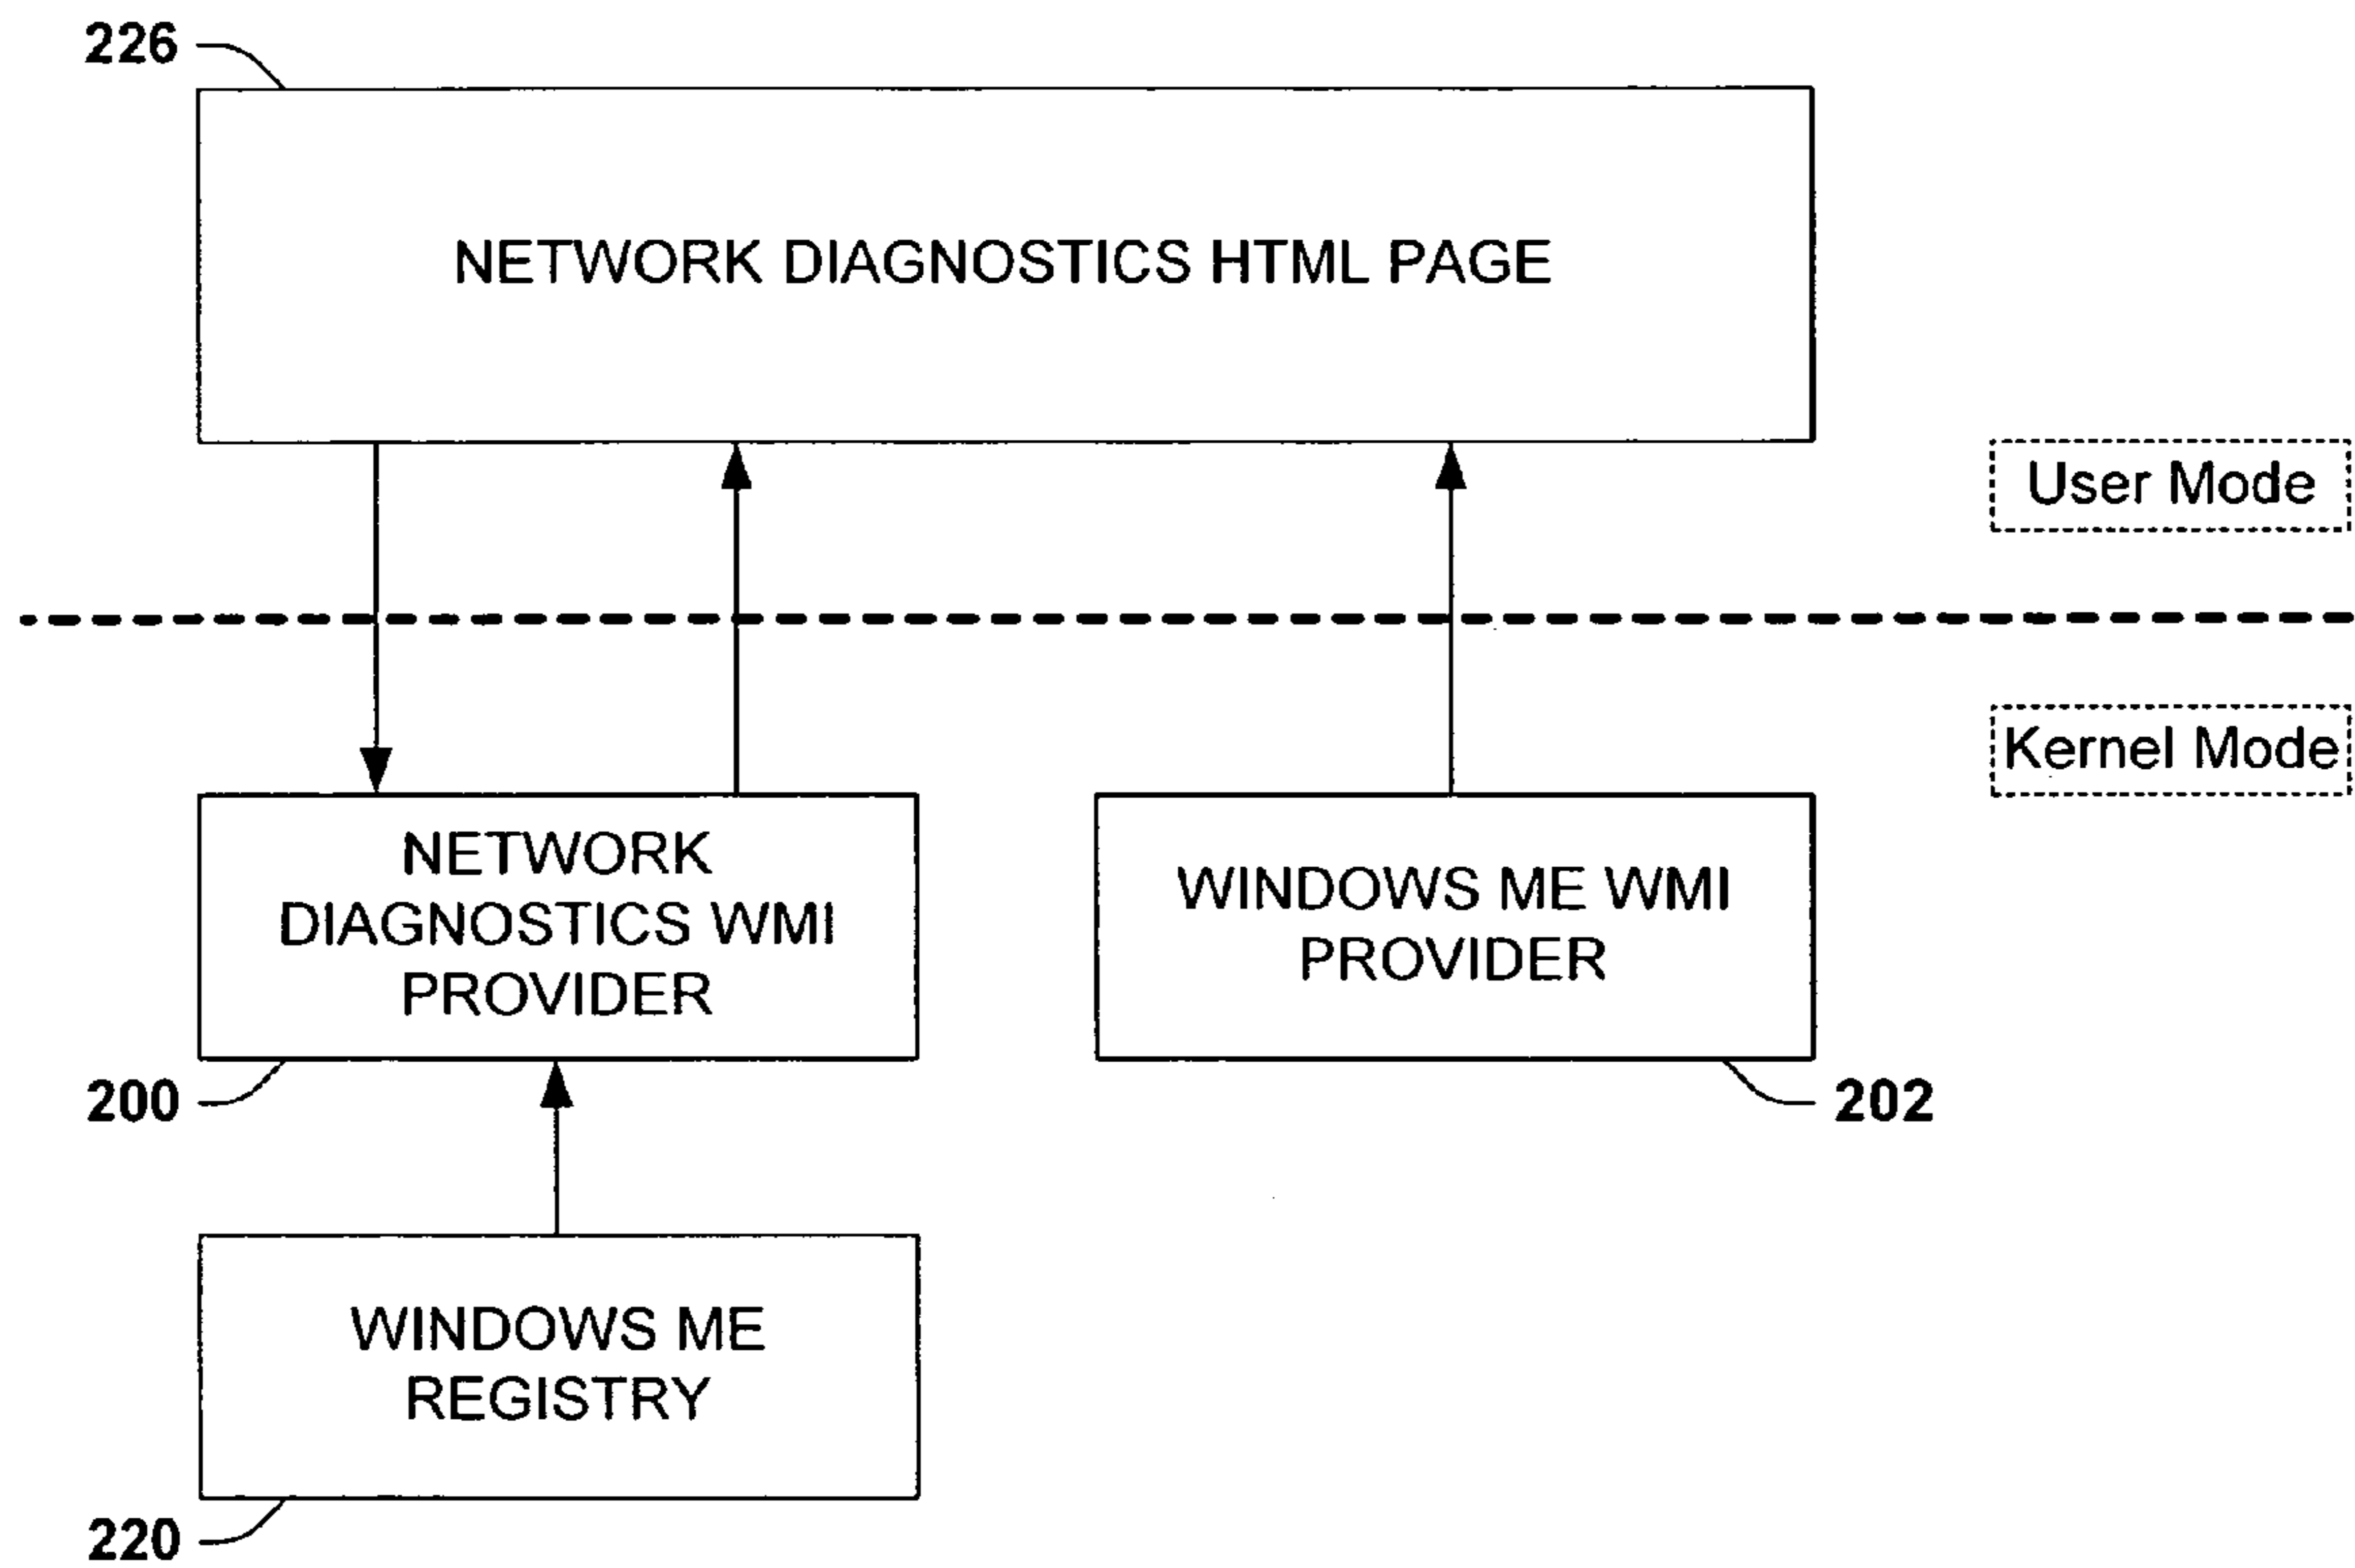 226
NETWORK DIAGNOSTICS HTML PAGE
User Mode
Kernel Mode
NETWORK
DIAGNOSTICS WMI
PROVIDER
WINDOWS ME WMI
PROVIDER
200
202
WINDOWS ME
REGISTRY
220